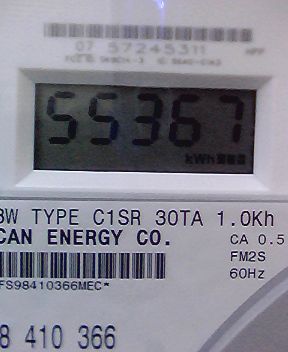 07 57245311
55367
kWh
3W TYPE C1SR 30TA 1.0Kh
CAN ENERGY CO.
CA 0.5
FM2S
60Hz
FS98410366MEC*
8 410 366